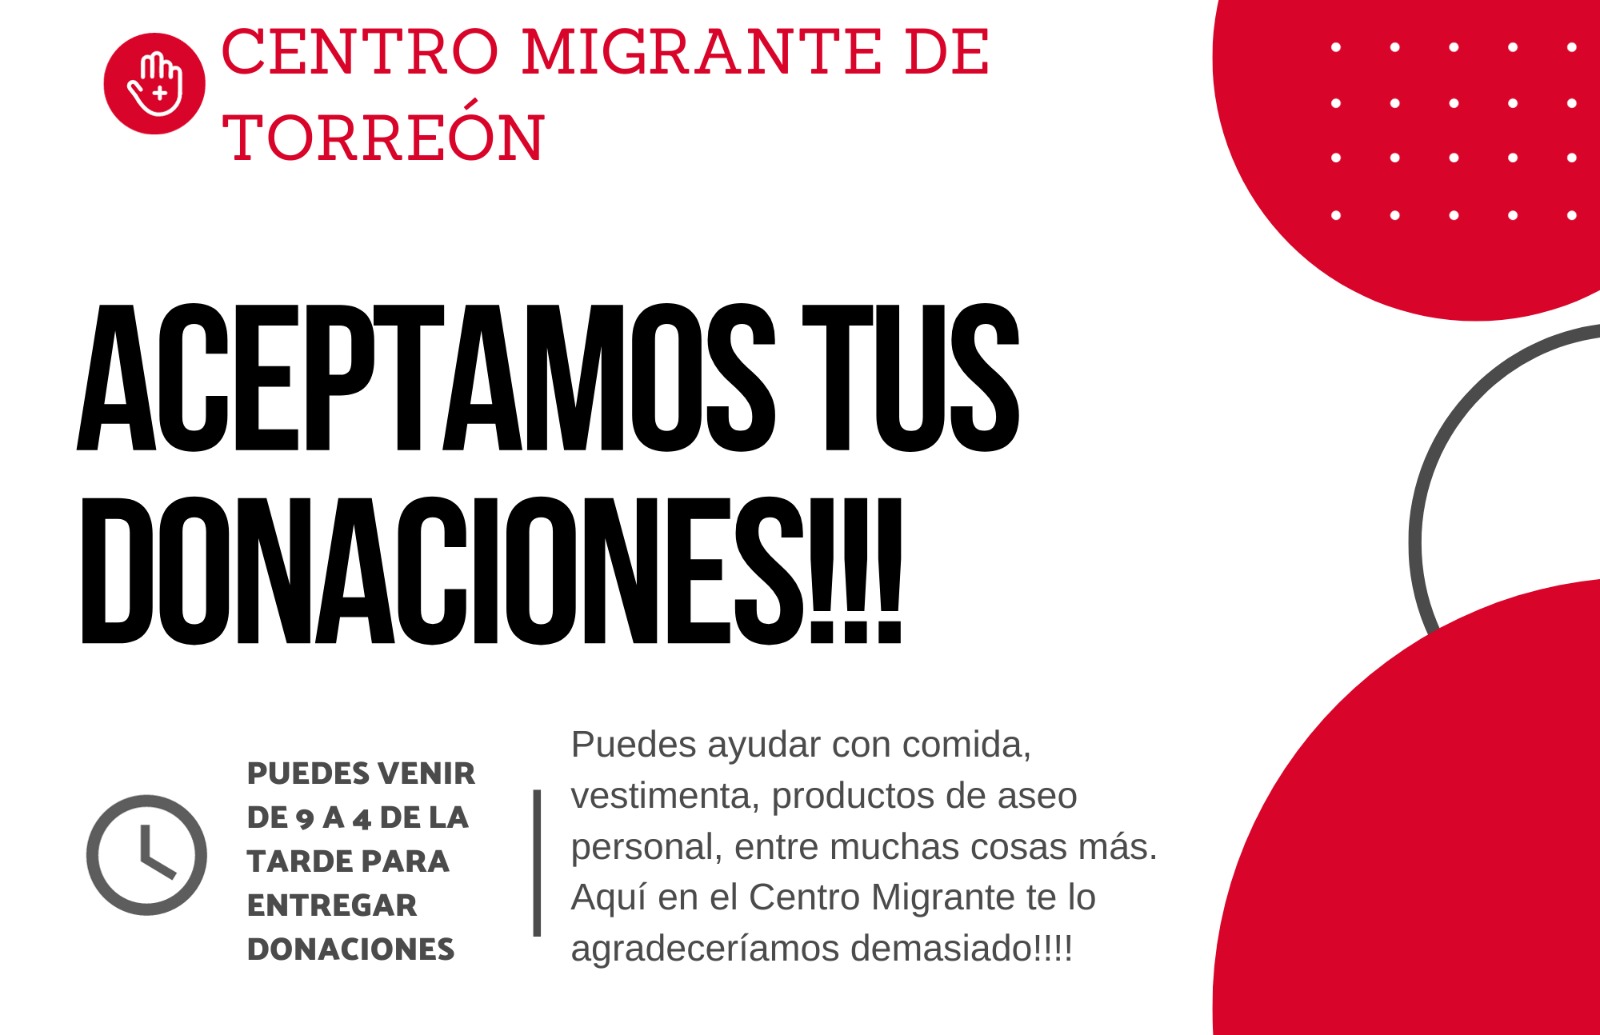 CENTRO MIGRANTE DE
TORREÓN
ACEPTAMOS TUS
DONACIONES!!!
PUEDES VENIR
DE 9 A 4 DE LA
TARDE PARA
ENTREGAR
DONACIONES
Puedes ayudar con comida,
vestimenta, productos de aseo
personal, entre muchas cosas más.
Aquí en el Centro Migrante te lo
agradeceríamos demasiado!!!!